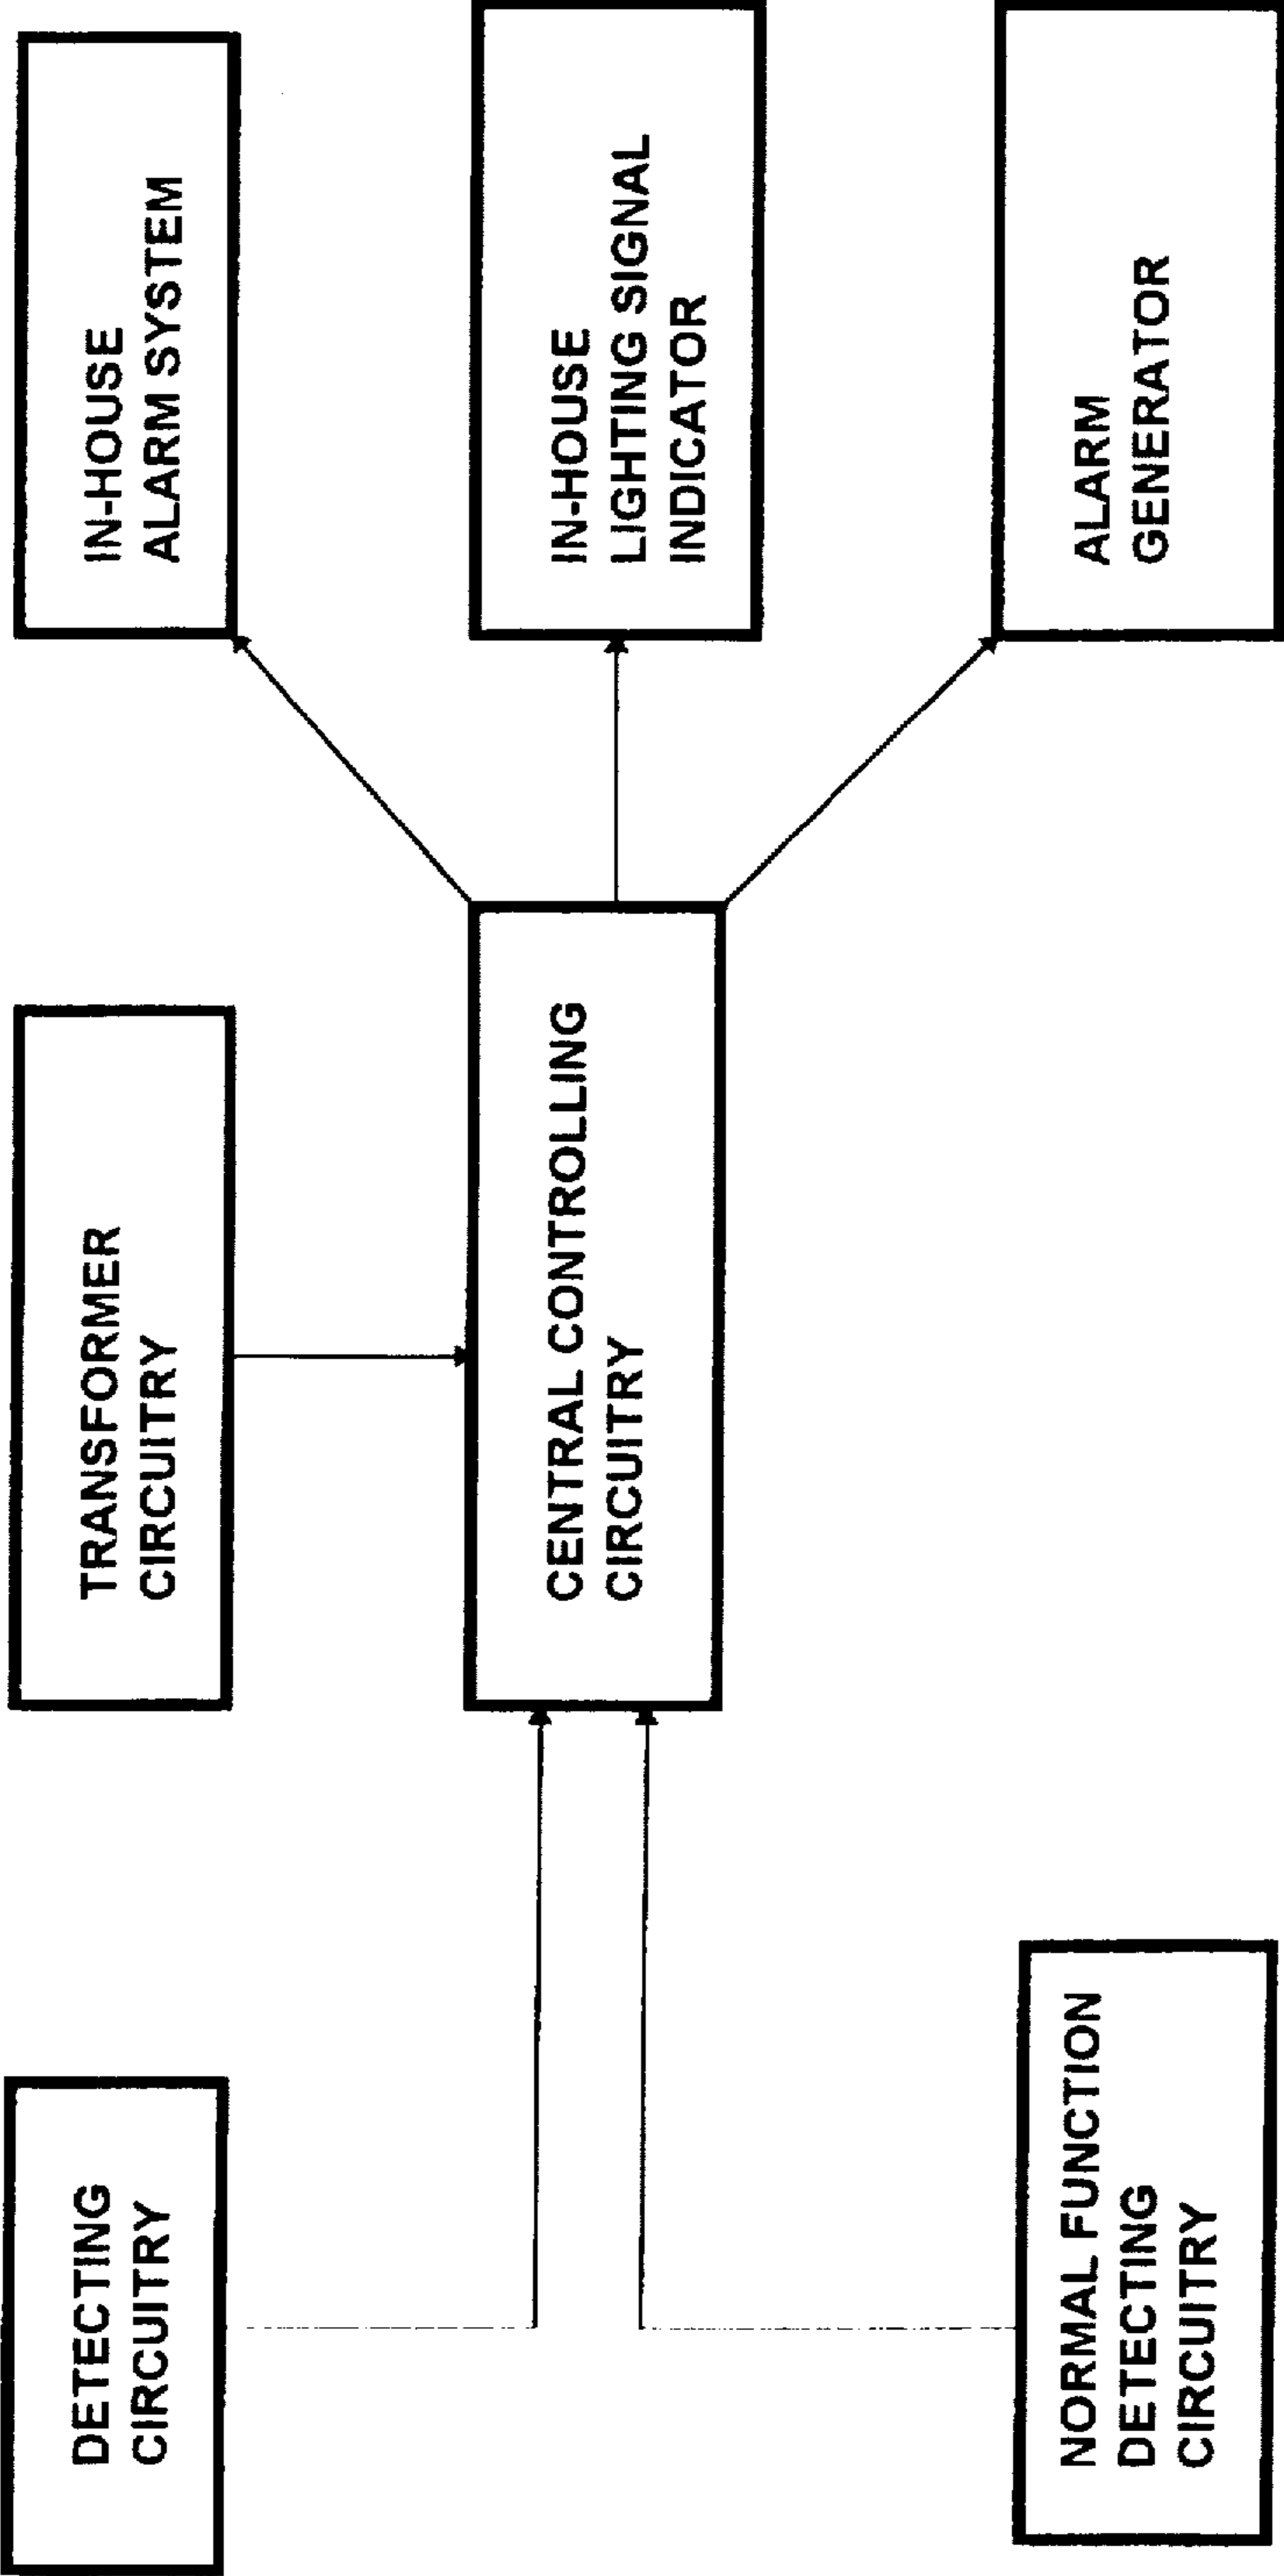 DETECTING
CIRCUITRY
TRANSFORMER
CIRCUITRY
IN-HOUSE
ALARM SYSTEM
CENTRAL CONTROLLING
CIRCUITRY
IN-HOUSE
LIGHTING SIGNAL
INDICATOR
NORMAL FUNCTION
DETECTING
CIRCUITRY
ALARM
GENERATOR